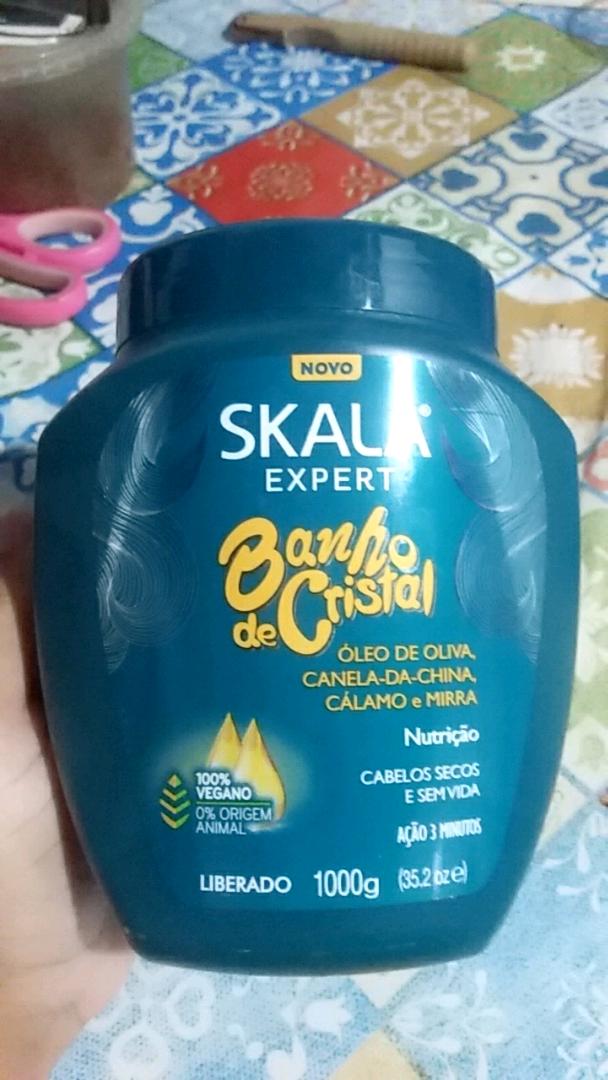 NOVO
SKALA
EXPERT
Banho
de Cristal
ÓLEO DE OLIVA,
CANELA-DA-CHINA,
CÁLAMO e MIRRA
Nutrição
CABELOS SECOS
E SEM VIDA
AÇÃO 3 MINUTOS
100%
VEGANO
0% ORIGEM
ANIMAL
LIBERADO 1000g (35.2 oz ℮)